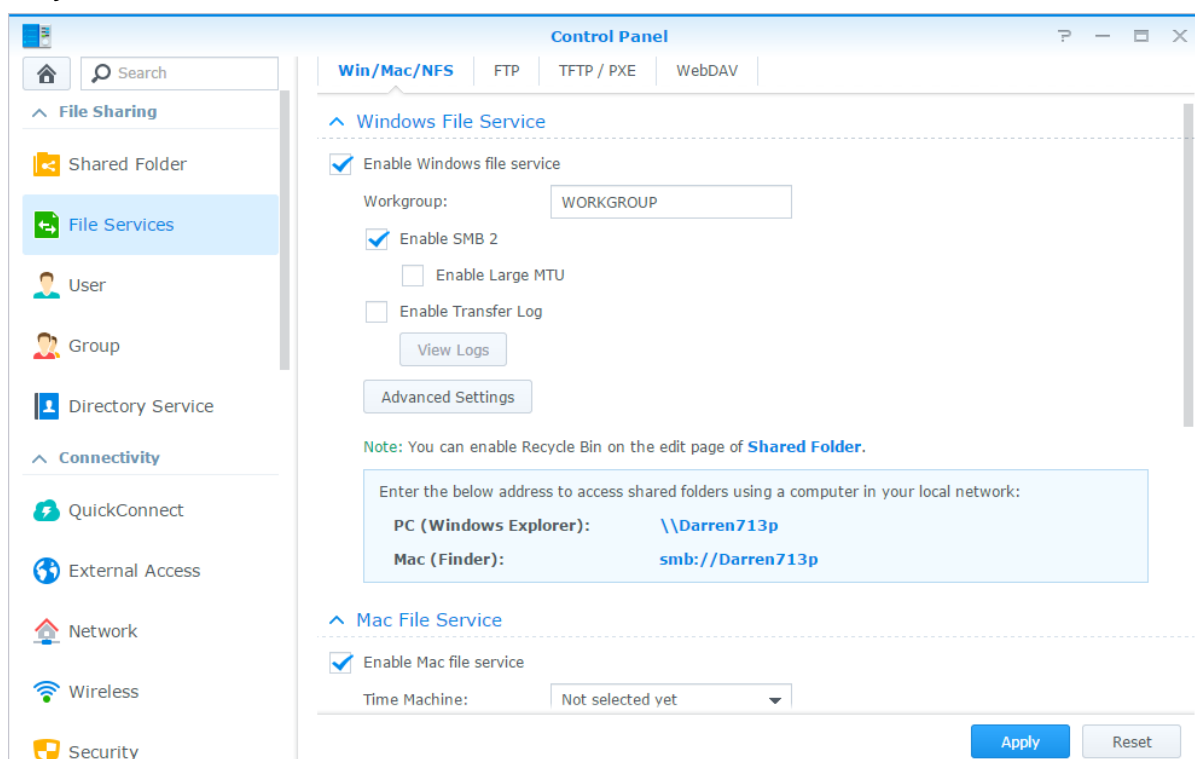 Control Panel
Search
File Sharing
Shared Folder
File Services
User
Group
Directory Service
Connectivity
QuickConnect
External Access
Network
Wireless
Security
Win/Mac/NFS FTP TFTP / PXE WebDAV
Windows File Service
Enable Windows file service
Workgroup: WORKGROUP
Enable SMB 2
Enable Large MTU
Enable Transfer Log
View Logs
Advanced Settings
Note: You can enable Recycle Bin on the edit page of Shared Folder.
Enter the below address to access shared folders using a computer in your local network:
PC (Windows Explorer): \\Darren713p
Mac (Finder): smb://Darren713p
Mac File Service
Enable Mac file service
Time Machine: Not selected yet
Apply Reset